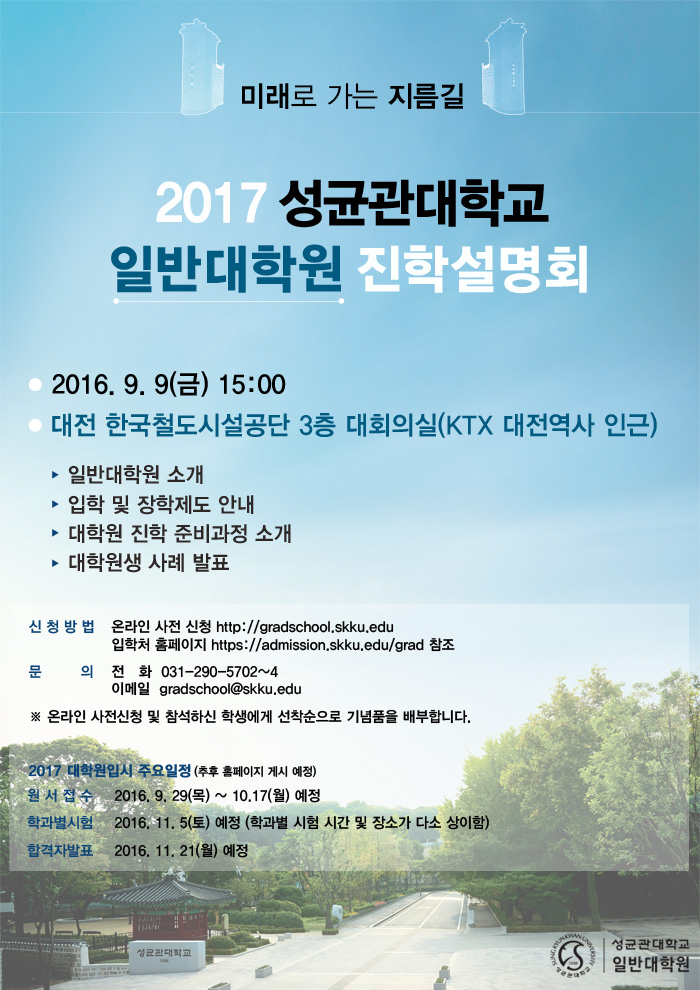 미래로 가는 지름길
2017 성균관대학교
일반대학원 진학설명회
2016. 9. 9(금) 15:00
대전 한국철도시설공단 3층 대회의실(KTX 대전역사 인근)
▸ 일반대학원 소개
▸ 입학 및 장학제도 안내
▸ 대학원 진학 준비과정 소개
▸ 대학원생 사례 발표
신청방법 온라인 사전 신청 http://gradschool.skku.edu
입학처 홈페이지 https://admission.skku.edu/grad 참조
문 의 전 화 031-290-5702~4
이메일 gradschool@skku.edu
※ 온라인 사전신청 및 참석하신 학생에게 선착순으로 기념품을 배부합니다.
2017 대학원입시 주요일정 (추후 홈페이지 게시 예정)
원서접수 2016. 9. 29(목) ~ 10.17(월) 예정
학과별시험 2016. 11. 5(토) 예정 (학과별 시험 시간 및 장소가 다소 상이함)
합격자발표 2016. 11. 21(월) 예정
성균관대학교
1398
SUNG KYUN KWAN UNIVERSITY
1398
성균관대학교
성균관대학교
일반대학원